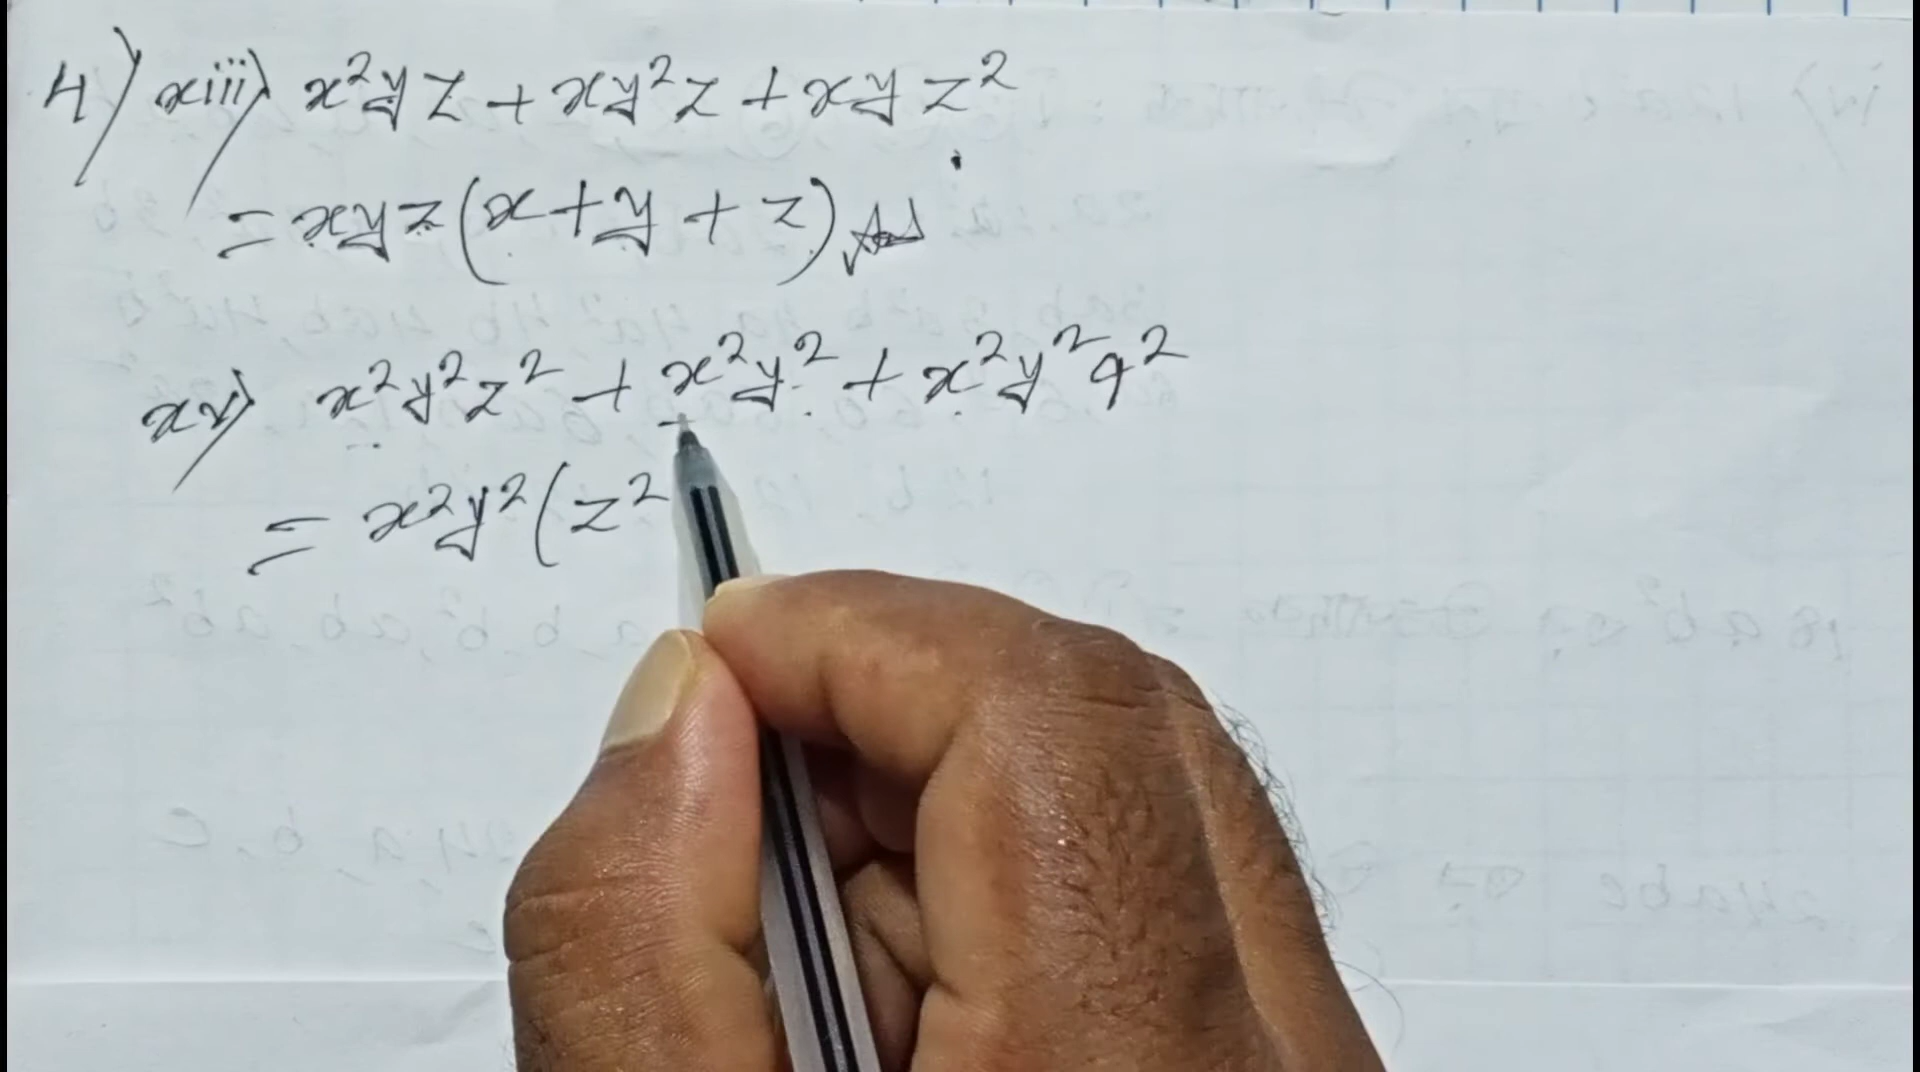 4) xiii) x²yz + xy²z + xyz²
= xyz(x+y+z) Ans
xv) x²y²z² + x²y² + x²y²q²
= x²y²(z²